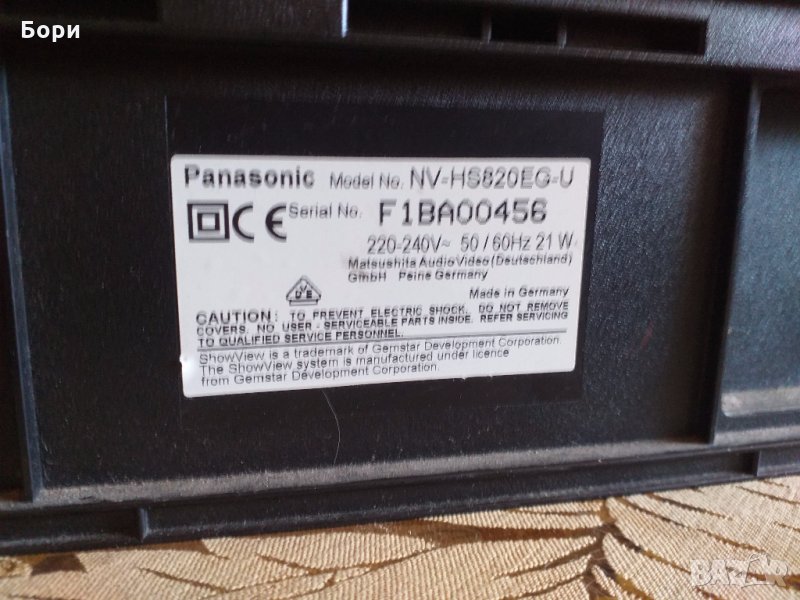 Бори
Panasonic Model No. NV-HS820EG-U
CE Serial No. F1BA00456
220-240V~ 50/60Hz 21 W
Matsushita Audio Video (Deutschland)
GmbH Peine Germany
Made in Germany
VDE
CAUTION: TO PREVENT ELECTRIC SHOCK, DO NOT REMOVE
COVERS. NO USER - SERVICEABLE PARTS INSIDE. REFER SERVICING
TO QUALIFIED SERVICE PERSONNEL.
ShowView is a trademark of Gemstar Development Corporation.
The ShowView system is manufactured under licence
from Gemstar Development Corporation.
BAZAR